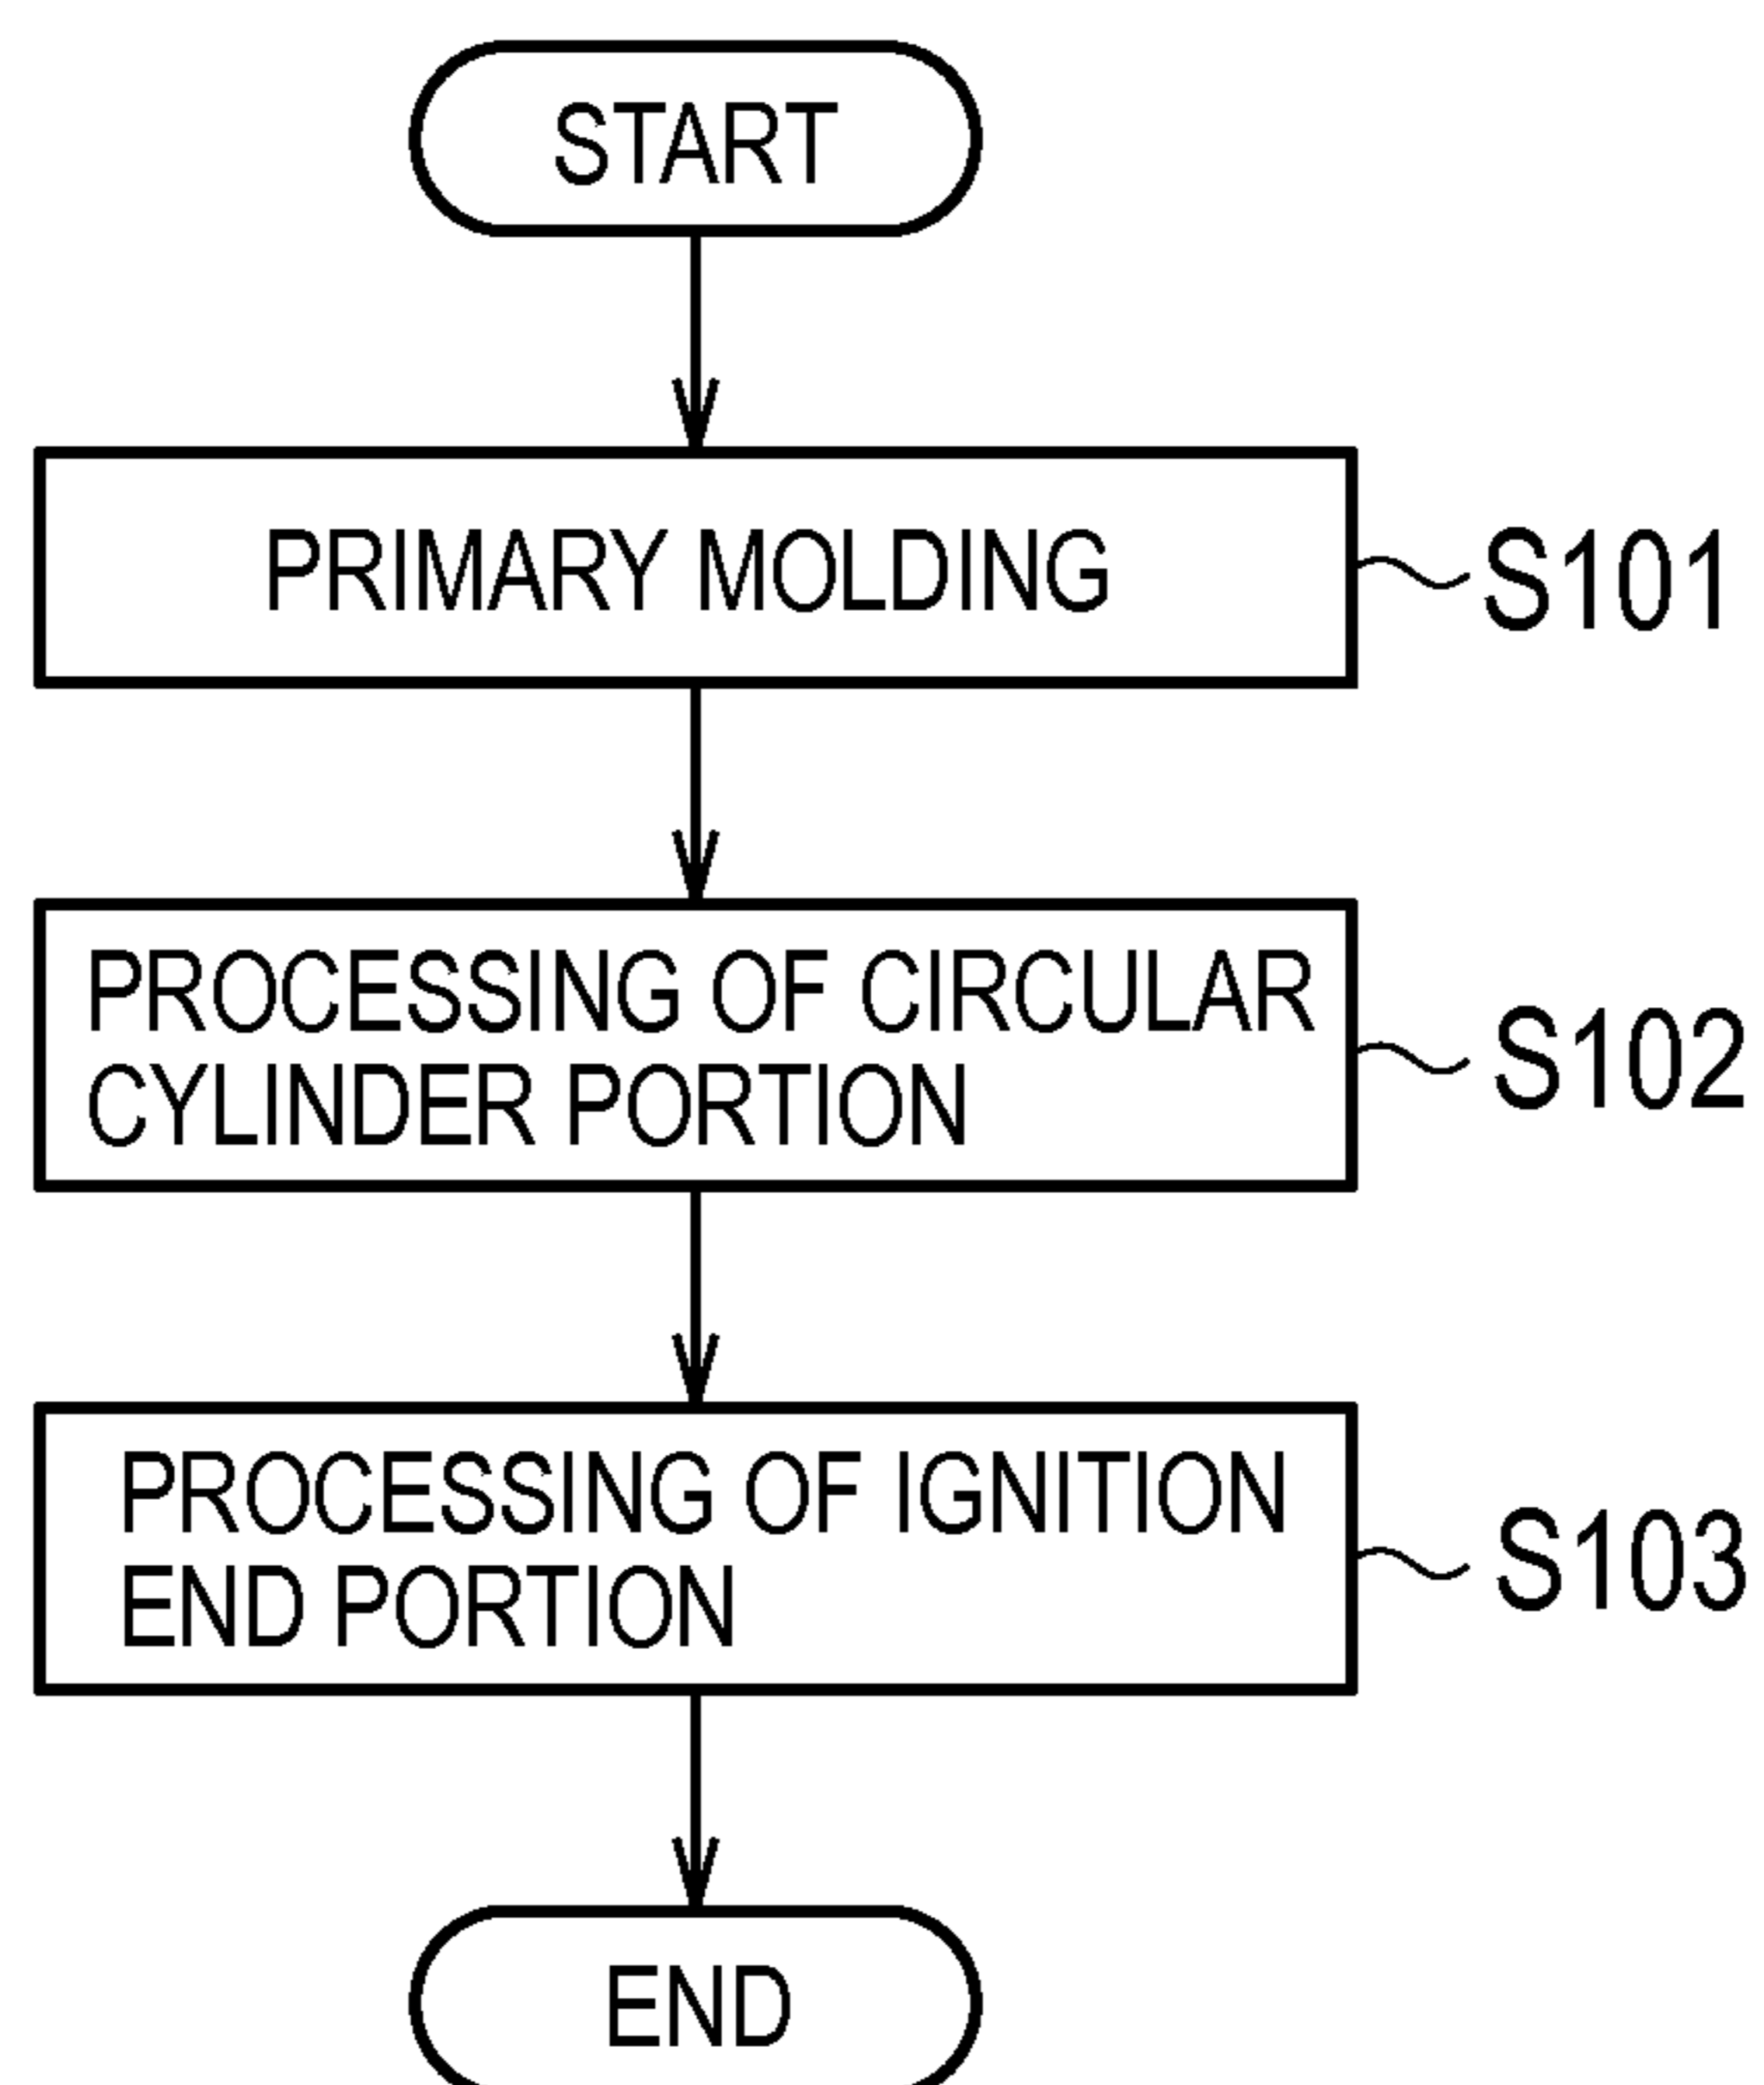 START
PRIMARY MOLDING
S101
PROCESSING OF CIRCULAR
CYLINDER PORTION
S102
PROCESSING OF IGNITION
END PORTION
S103
END